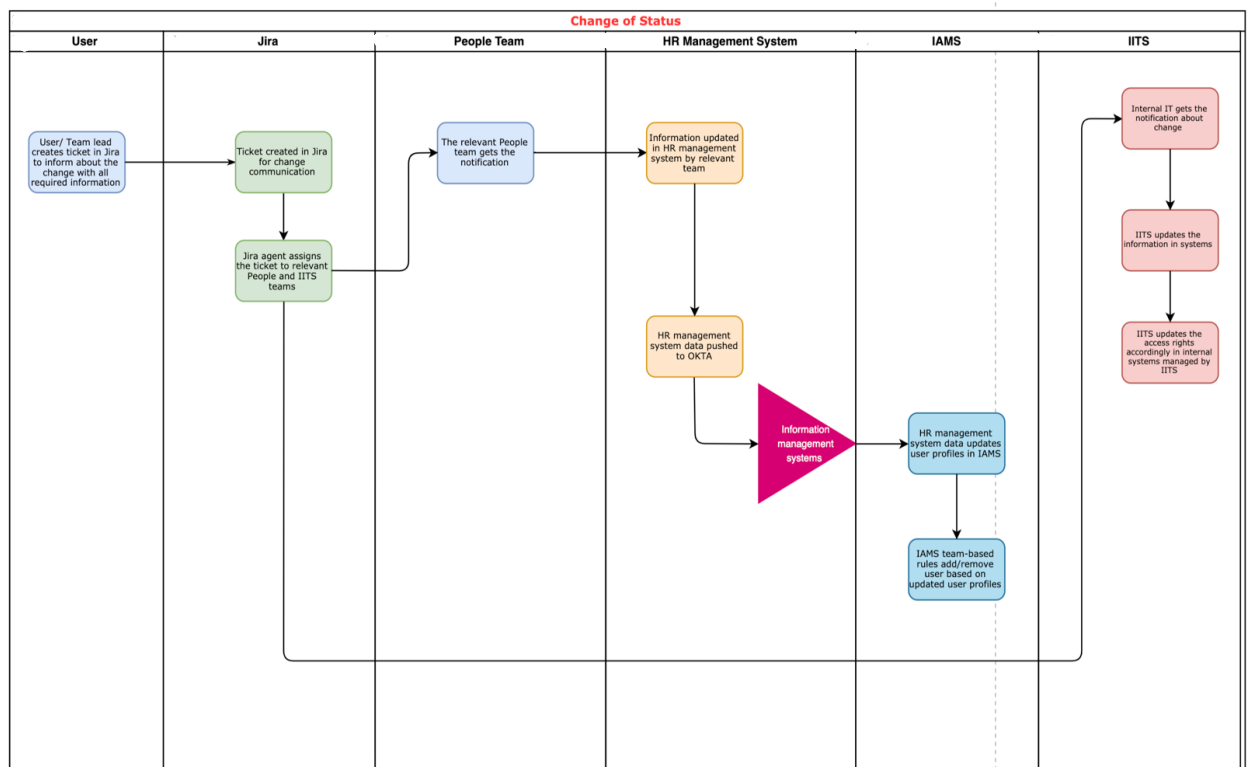 Change of Status
User
Jira
People Team
HR Management System
IAMS
IITS
User/ Team lead
creates ticket in Jira
to inform about the
change with all
required information
Ticket created in Jira
for change
communication
Jira agent assigns
the ticket to relevant
People and IITS
teams
The relevant People
team gets the
notification
Information updated
in HR management
system by relevant
team
HR management
system data pushed
to OKTA
Information
management
systems
HR management
system data updates
user profiles in IAMS
IAMS team-based
rules add/remove
user based on
updated user profiles
Internal IT gets the
notification about
change
IITS updates the
information in systems
IITS updates the
access rights
accordingly in internal
systems managed by
IITS